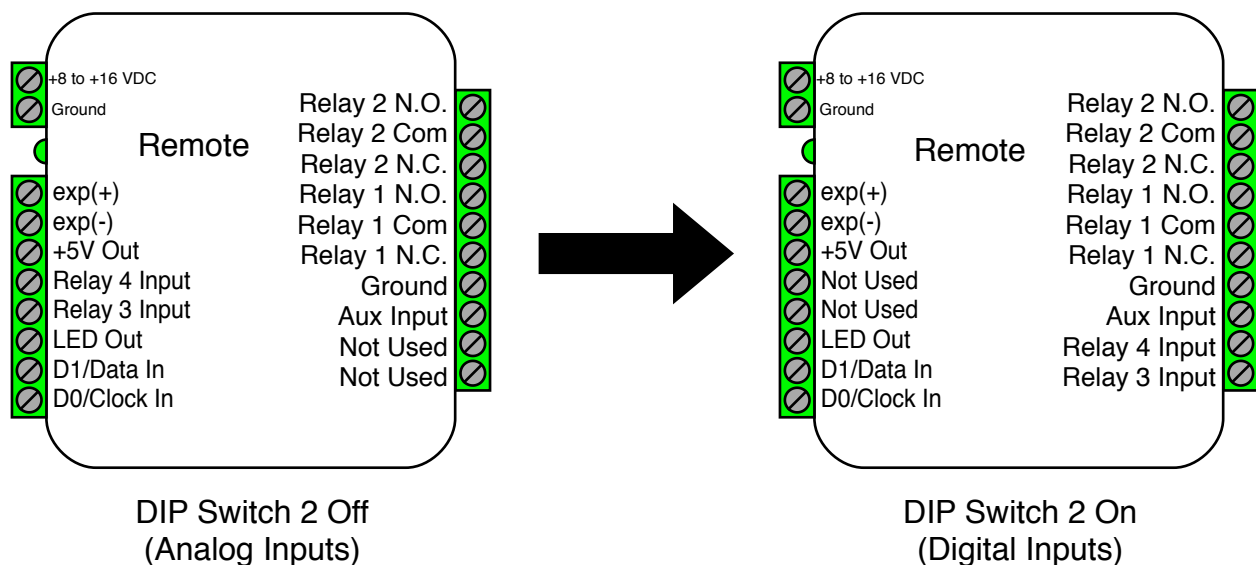 +8 to +16 VDC
Ground
Remote
exp(+)
exp(-)
+5V Out
Relay 4 Input
Relay 3 Input
LED Out
D1/Data In
D0/Clock In
Relay 2 N.O.
Relay 2 Com
Relay 2 N.C.
Relay 1 N.O.
Relay 1 Com
Relay 1 N.C.
Ground
Aux Input
Not Used
Not Used
DIP Switch 2 Off
(Analog Inputs)
+8 to +16 VDC
Ground
Remote
exp(+)
exp(-)
+5V Out
Not Used
Not Used
LED Out
D1/Data In
D0/Clock In
Relay 2 N.O.
Relay 2 Com
Relay 2 N.C.
Relay 1 N.O.
Relay 1 Com
Relay 1 N.C.
Ground
Aux Input
Relay 4 Input
Relay 3 Input
DIP Switch 2 On
(Digital Inputs)